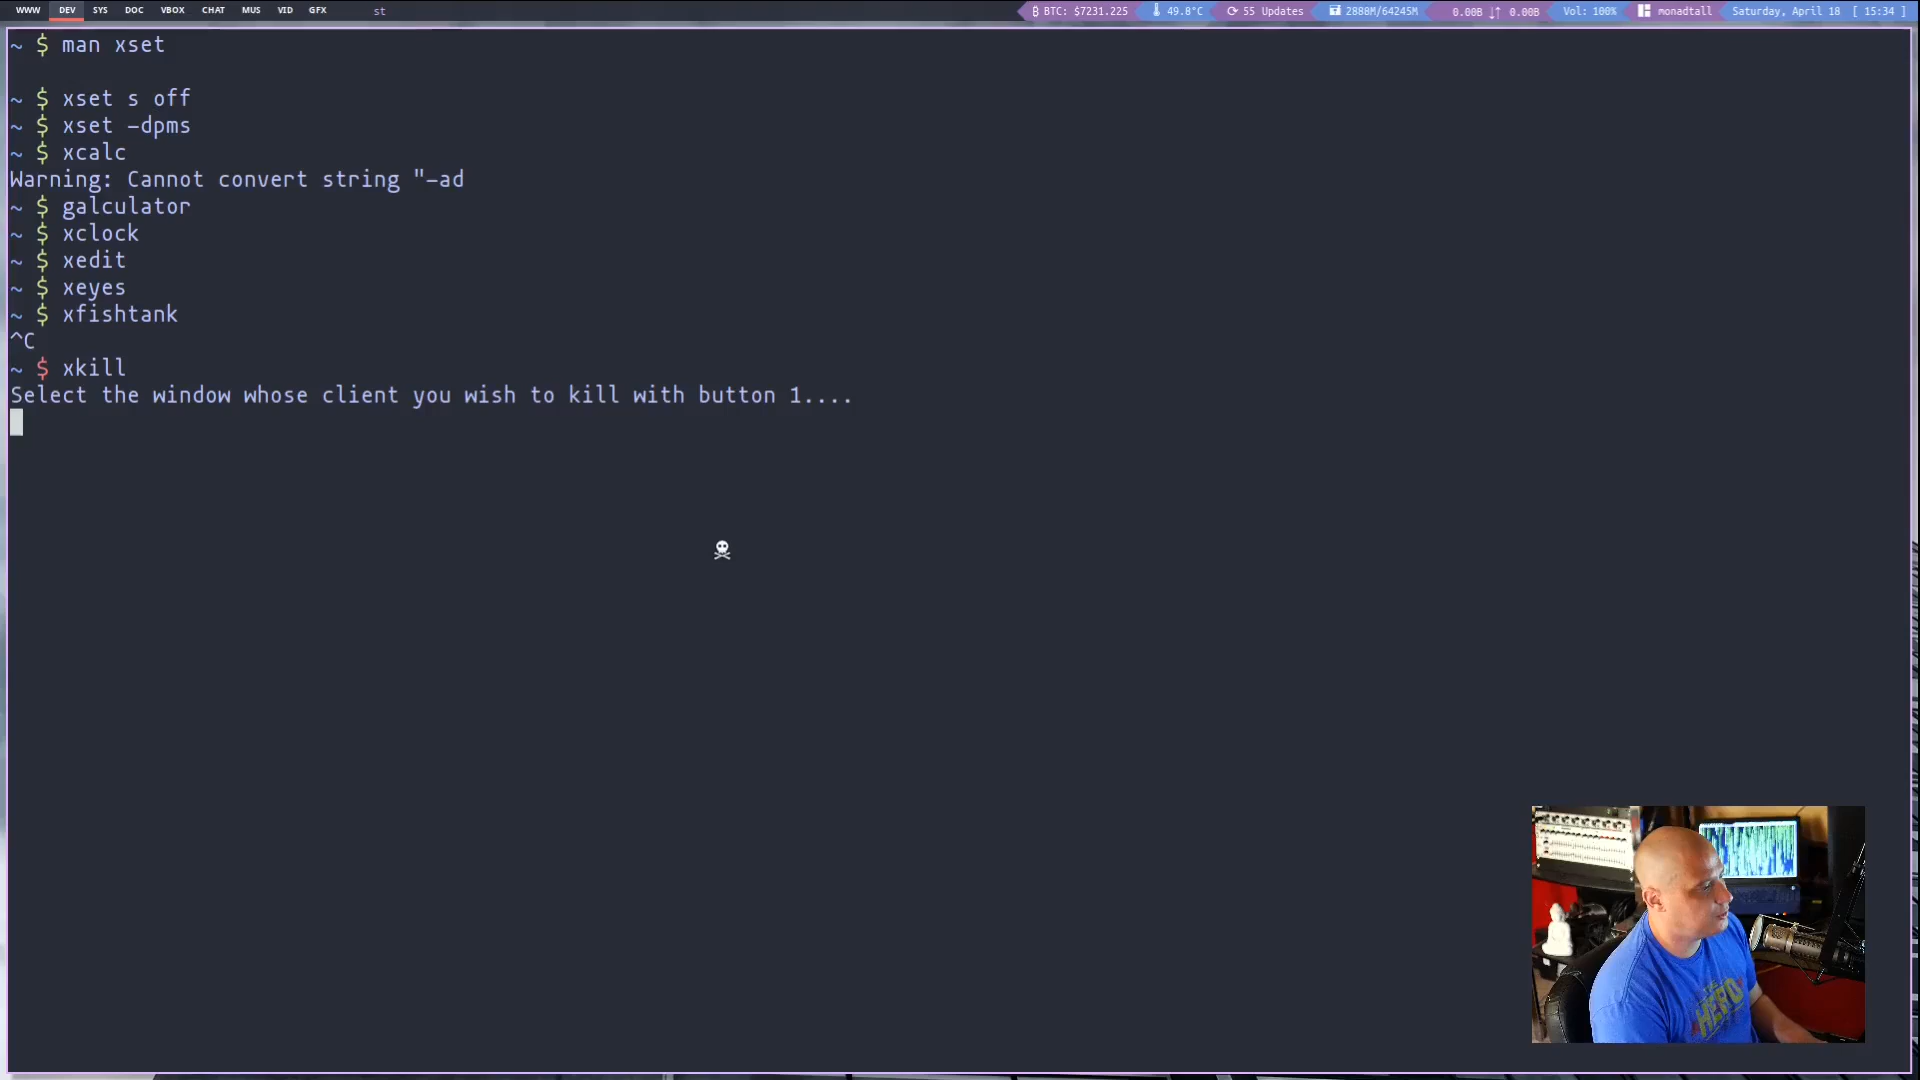 WWW DEV SYS DOC VBOX CHAT MUS VID GFX st BTC: $7231.225 49.8°C 55 Updates 2880M/64245M 0.00B ↓↑ 0.00B Vol: 100% monadtall Saturday, April 18 [ 15:34 ]
~ $ man xset
~ $ xset s off
~ $ xset -dpms
~ $ xcalc
Warning: Cannot convert string "-ad
~ $ galculator
~ $ xclock
~ $ xedit
~ $ xeyes
~ $ xfishtank
^C
~ $ xkill
Select the window whose client you wish to kill with button 1....